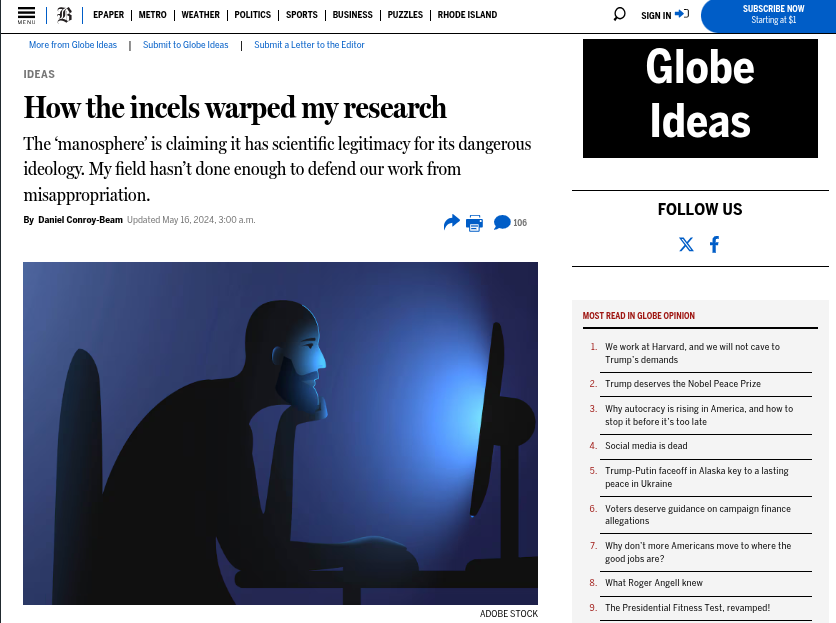 MENU
B
EPAPER
METRO
WEATHER
POLITICS
SPORTS
BUSINESS
PUZZLES
RHODE ISLAND
SIGN IN
SUBSCRIBE NOW
Starting at $1
More from Globe Ideas
Submit to Globe Ideas
Submit a Letter to the Editor
IDEAS
How the incels warped my research
The ‘manosphere’ is claiming it has scientific legitimacy for its dangerous
ideology. My field hasn’t done enough to defend our work from
misappropriation.
By Daniel Conroy-Beam Updated May 16, 2024, 3:00 a.m.
106
ADOBE STOCK
Globe
Ideas
FOLLOW US
MOST READ IN GLOBE OPINION
1. We work at Harvard, and we will not cave to
Trump’s demands
2. Trump deserves the Nobel Peace Prize
3. Why autocracy is rising in America, and how to
stop it before it’s too late
4. Social media is dead
5. Trump-Putin faceoff in Alaska key to a lasting
peace in Ukraine
6. Voters deserve guidance on campaign finance
allegations
7. Why don’t more Americans move to where the
good jobs are?
8. What Roger Angell knew
9. The Presidential Fitness Test, revamped!